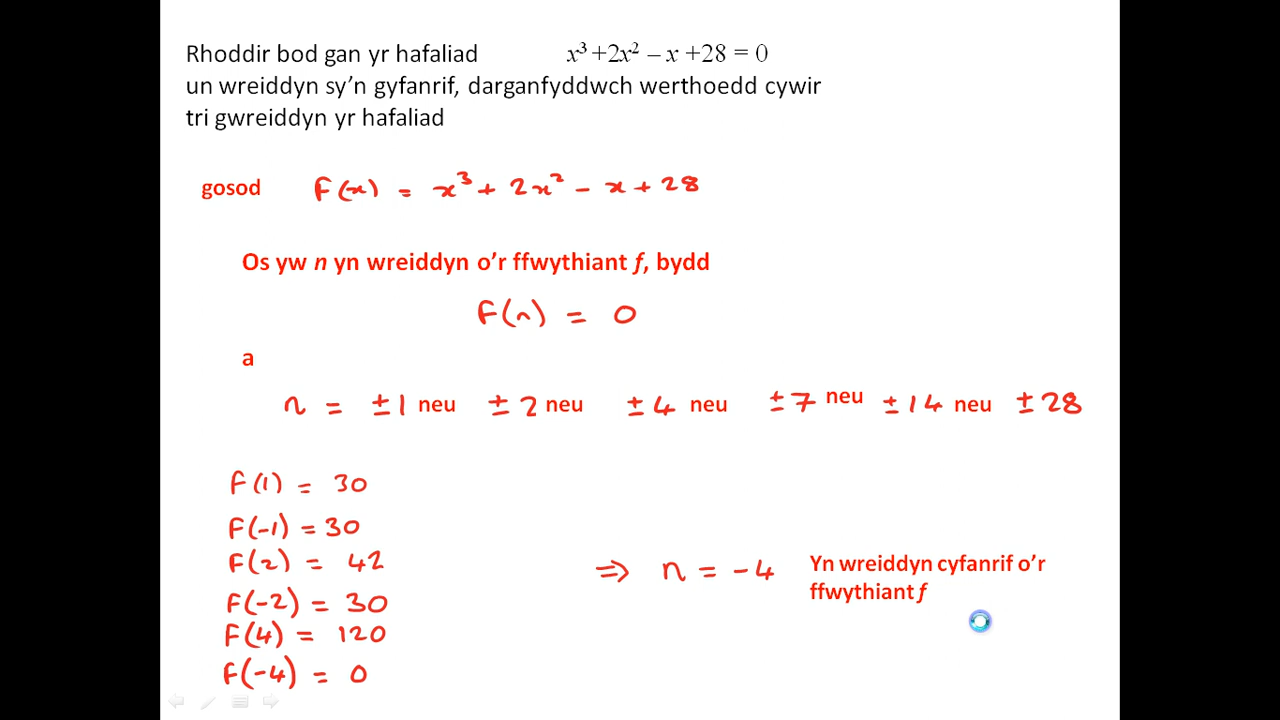 Rhoddir bod gan yr hafaliad x³ +2x² – x +28 = 0
un wreiddyn sy’n gyfanrif, darganfyddwch werthoedd cywir
tri gwreiddyn yr hafaliad
gosod F(x) = x³ + 2x² - x + 28
Os yw n yn wreiddyn o’r ffwythiant f, bydd
F(n) = 0
a
n = ±1 neu ±2 neu ±4 neu ±7 neu ±14 neu ±28
F(1) = 30
F(-1) = 30
F(2) = 42
F(-2) = 30
F(4) = 120
F(-4) = 0
⇒ n = -4 Yn wreiddyn cyfanrif o’r
ffwythiant f